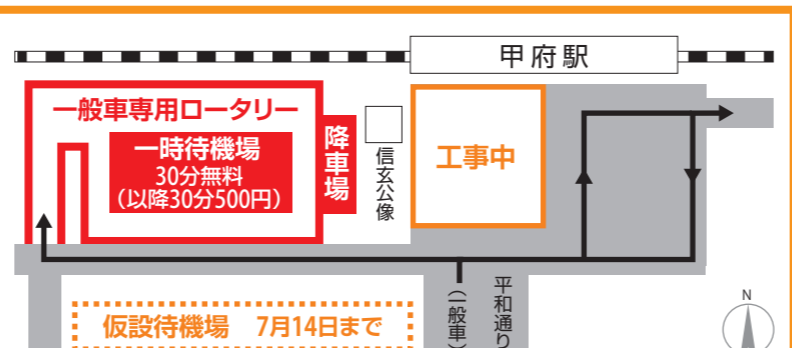 甲府駅
一般車専用ロータリー
一時待機場
30分無料
（以降30分500円）
降車場
信玄公像
工事中
平和通り
（一般車）
仮設待機場　7月14日まで
N